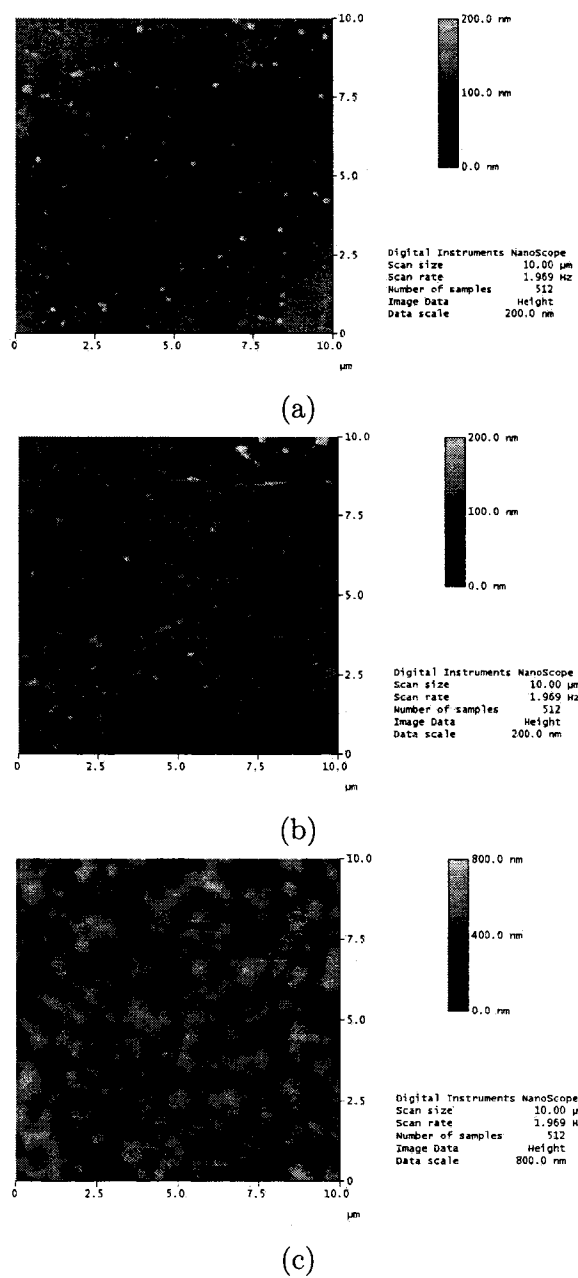 10.0
7.5
5.0
2.5
0
0 2.5 5.0 7.5 10.0
µm
200.0 nm
100.0 nm
0.0 nm
Digital Instruments NanoScope
Scan size 10.00 µm
Scan rate 1.969 Hz
Number of samples 512
Image Data Height
Data scale 200.0 nm
(a)
10.0
7.5
5.0
2.5
0
0 2.5 5.0 7.5 10.0
µm
200.0 nm
100.0 nm
0.0 nm
Digital Instruments NanoScope
Scan size 10.00 µm
Scan rate 1.969 Hz
Number of samples 512
Image Data Height
Data scale 200.0 nm
(b)
10.0
7.5
5.0
2.5
0
0 2.5 5.0 7.5 10.0
µm
800.0 nm
400.0 nm
0.0 nm
Digital Instruments NanoScope
Scan size 10.00 µ
Scan rate 1.969 H
Number of samples 512
Image Data Height
Data scale 800.0 nm
(c)